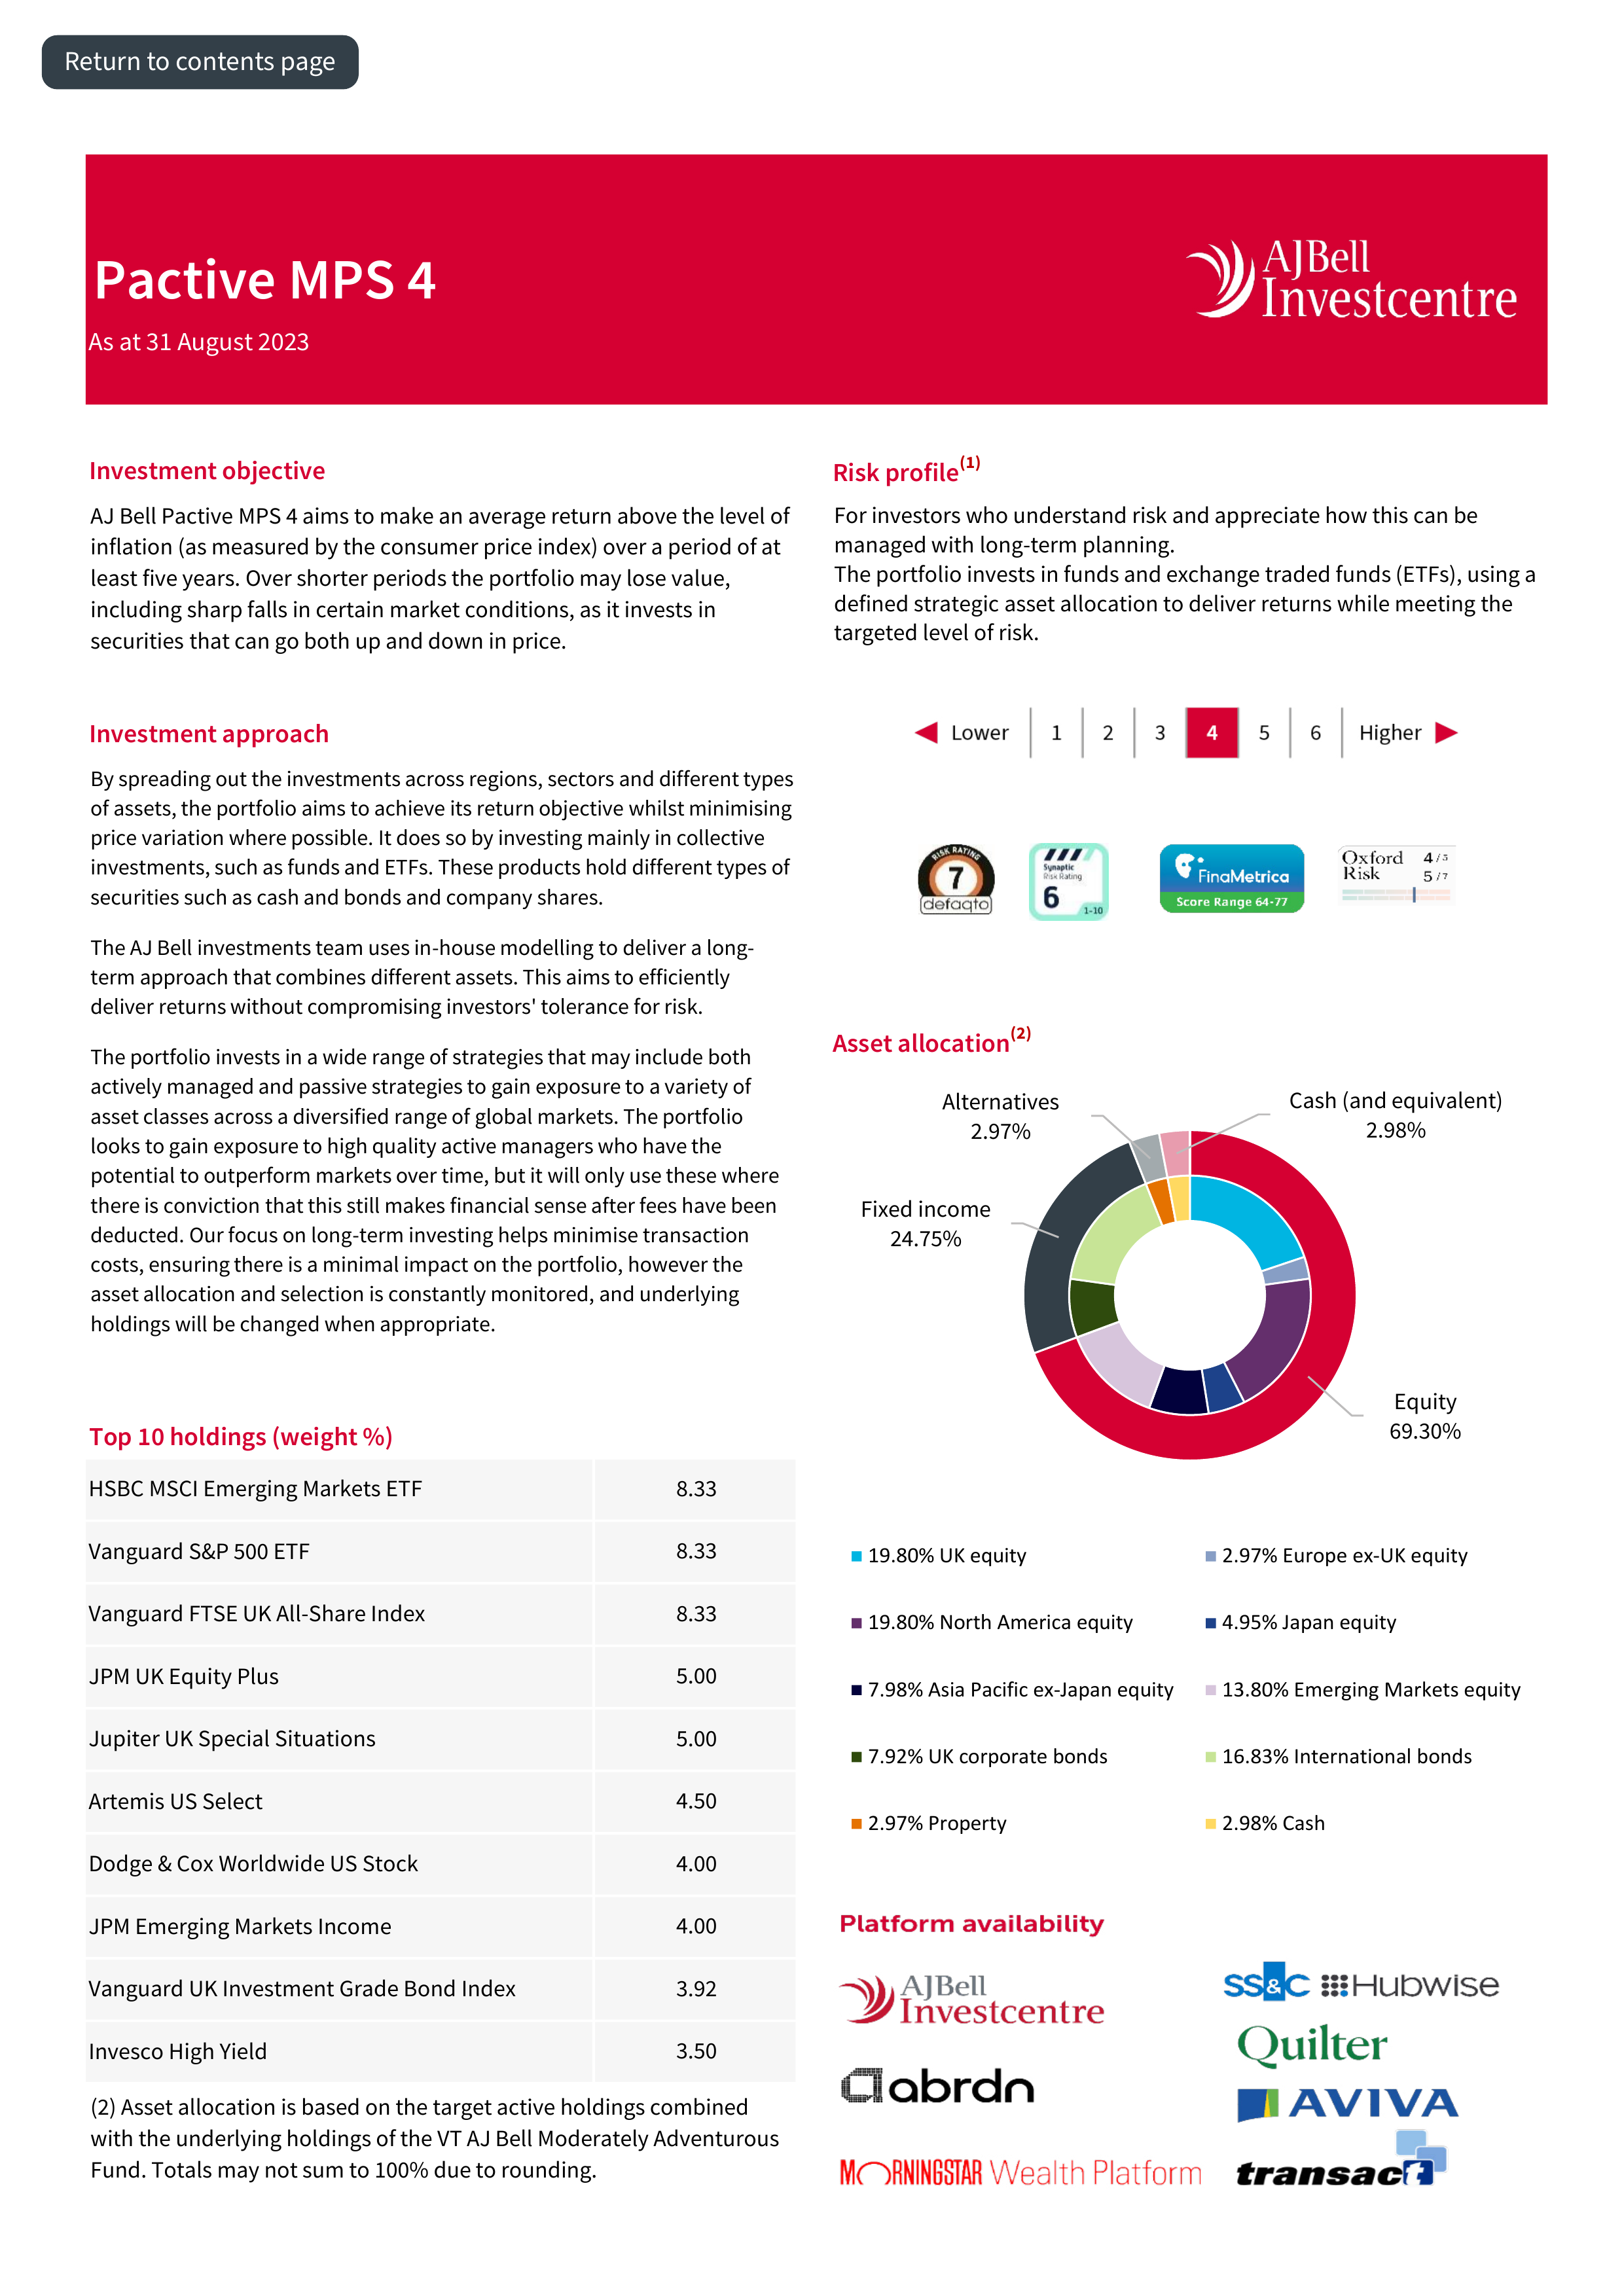 Return to contents page
Pactive MPS 4
As at 31 August 2023
AJBell
Investcentre
Investment objective
AJ Bell Pactive MPS 4 aims to make an average return above the level of
inflation (as measured by the consumer price index) over a period of at
least five years. Over shorter periods the portfolio may lose value,
including sharp falls in certain market conditions, as it invests in
securities that can go both up and down in price.
Investment approach
By spreading out the investments across regions, sectors and different types
of assets, the portfolio aims to achieve its return objective whilst minimising
price variation where possible. It does so by investing mainly in collective
investments, such as funds and ETFs. These products hold different types of
securities such as cash and bonds and company shares.
The AJ Bell investments team uses in-house modelling to deliver a long-
term approach that combines different assets. This aims to efficiently
deliver returns without compromising investors' tolerance for risk.
The portfolio invests in a wide range of strategies that may include both
actively managed and passive strategies to gain exposure to a variety of
asset classes across a diversified range of global markets. The portfolio
looks to gain exposure to high quality active managers who have the
potential to outperform markets over time, but it will only use these where
there is conviction that this still makes financial sense after fees have been
deducted. Our focus on long-term investing helps minimise transaction
costs, ensuring there is a minimal impact on the portfolio, however the
asset allocation and selection is constantly monitored, and underlying
holdings will be changed when appropriate.
Top 10 holdings (weight %)
HSBC MSCI Emerging Markets ETF 8.33
Vanguard S&P 500 ETF 8.33
Vanguard FTSE UK All-Share Index 8.33
JPM UK Equity Plus 5.00
Jupiter UK Special Situations 5.00
Artemis US Select 4.50
Dodge & Cox Worldwide US Stock 4.00
JPM Emerging Markets Income 4.00
Vanguard UK Investment Grade Bond Index 3.92
Invesco High Yield 3.50
(2) Asset allocation is based on the target active holdings combined
with the underlying holdings of the VT AJ Bell Moderately Adventurous
Fund. Totals may not sum to 100% due to rounding.
Risk profile(1)
For investors who understand risk and appreciate how this can be
managed with long-term planning.
The portfolio invests in funds and exchange traded funds (ETFs), using a
defined strategic asset allocation to deliver returns while meeting the
targeted level of risk.
Lower 1 2 3 4 5 6 Higher
RISK RATING
7
defaqto
Synaptic
Risk Rating
6
1-10
FinaMetrica
Score Range 64-77
Oxford 4/5
Risk 5/7
Asset allocation(2)
Alternatives
2.97%
Cash (and equivalent)
2.98%
Fixed income
24.75%
Equity
69.30%
19.80% UK equity
2.97% Europe ex-UK equity
19.80% North America equity
4.95% Japan equity
7.98% Asia Pacific ex-Japan equity
13.80% Emerging Markets equity
7.92% UK corporate bonds
16.83% International bonds
2.97% Property
2.98% Cash
Platform availability
AJBell
Investcentre
SS&C Hubwise
Quilter
abrdn
AVIVA
MORNINGSTAR Wealth Platform
transact